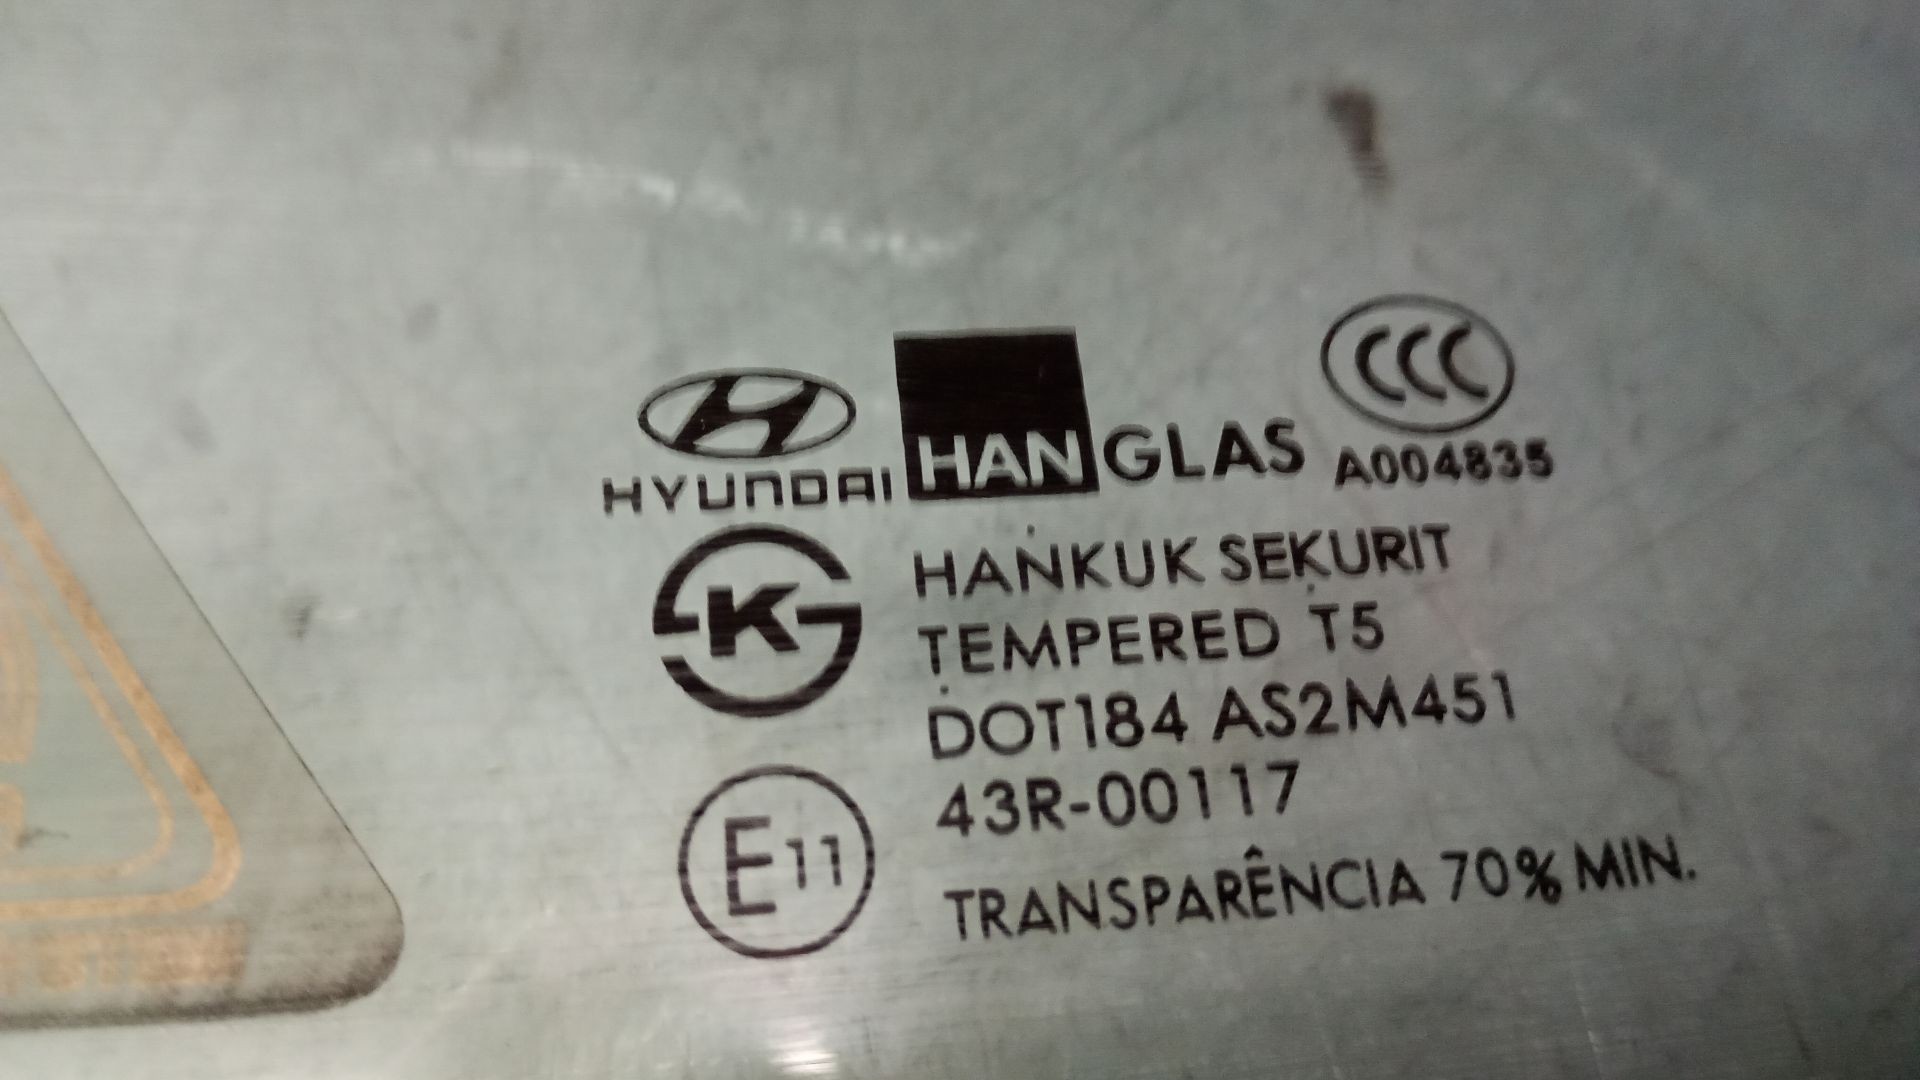 HYUNDAI HANGLAS CCC
A004835
HANKUK SEKURIT
K
TEMPERED T5
DOT184 AS2M451
43R-00117
E11
TRANSPARÊNCIA 70% MIN.